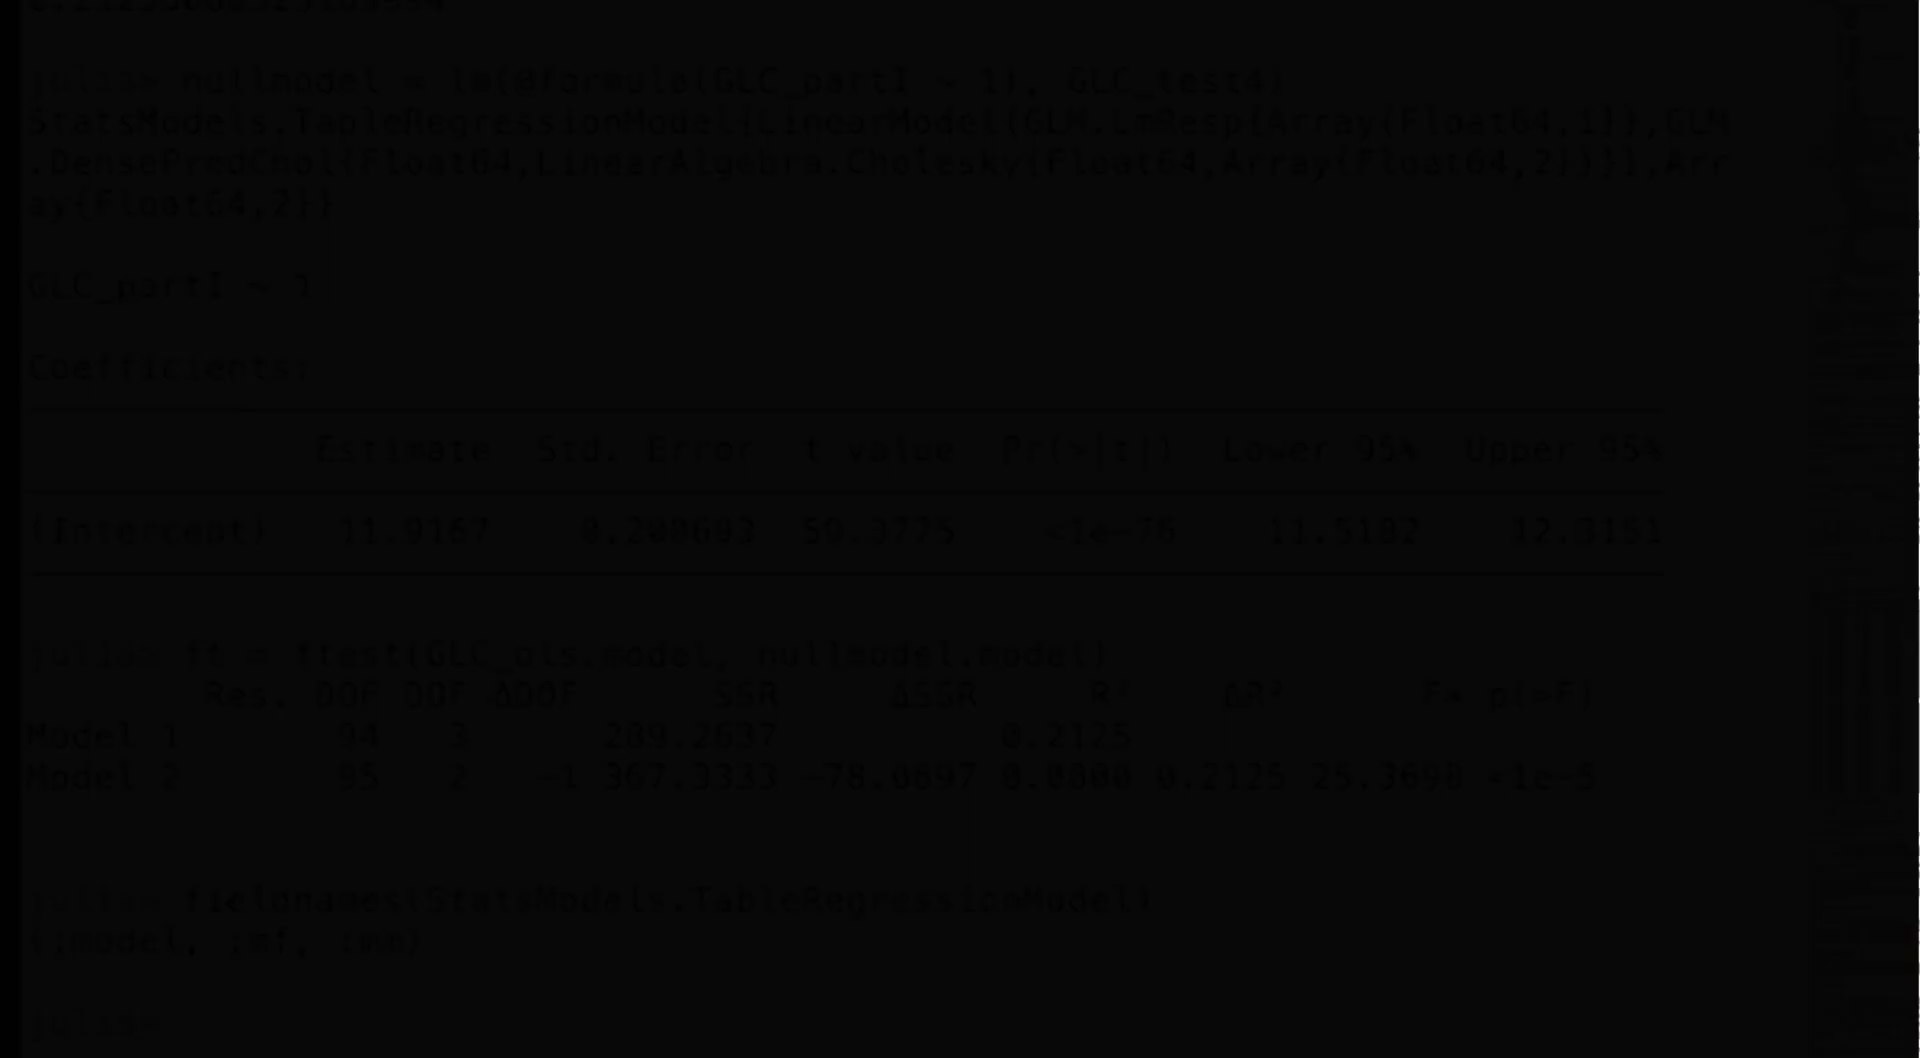 julia> nullmodel = lm(@formula(GLC_partI ~ 1), GLC_test4)
StatsModels.TableRegressionModel{LinearModel{GLM.LmResp{Array{Float64,1}},GLM
.DensePredChol{Float64,LinearAlgebra.Cholesky{Float64,Array{Float64,2}}}},Arr
ay{Float64,2}}
GLC_partI ~ 1
Coefficients:
Estimate Std. Error t value Pr(>|t|) Lower 95% Upper 95%
(Intercept) 11.9167 0.200693 59.3775 <1e-76 11.5182 12.3151
julia> ft = ftest(GLC_ols.model, nullmodel.model)
Res. DOF DOF ΔDOF SSR ΔSSR R² ΔR² F* p(>F)
Model 1 94 3 289.2637 0.2125
Model 2 95 2 -1 367.3333 -78.0697 0.0000 0.2125 25.3698 <1e-5
julia> fieldnames(StatsModels.TableRegressionModel)
(:model, :mf, :mm)
julia>